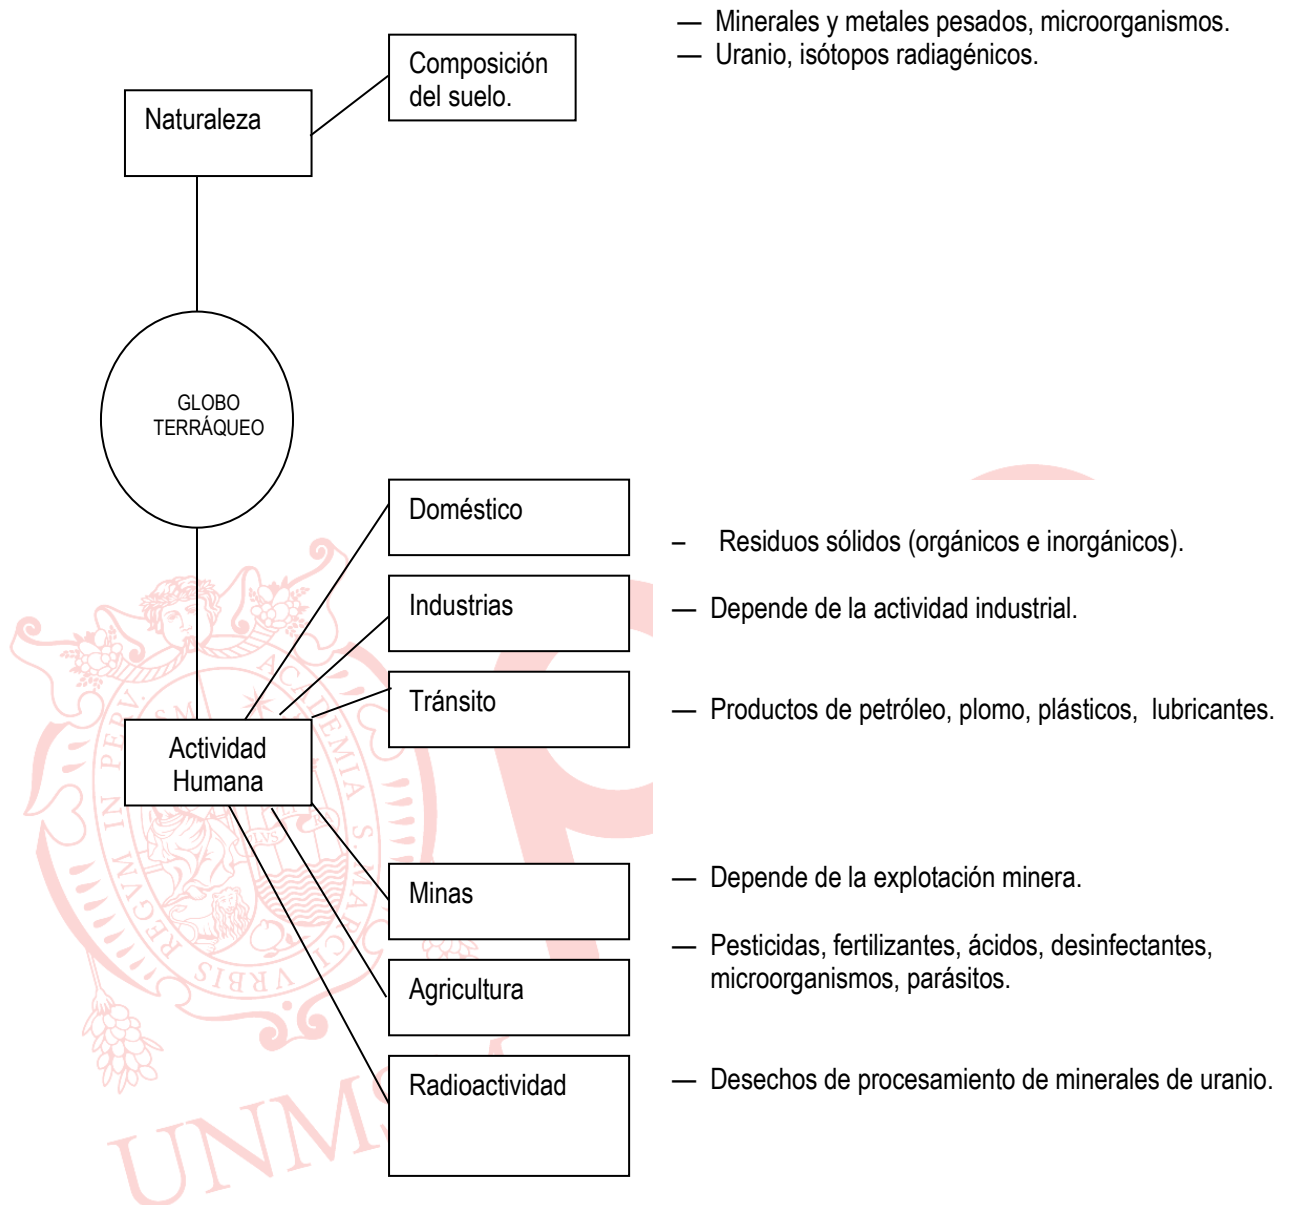 — Minerales y metales pesados, microorganismos.
— Uranio, isótopos radiagénicos.
Composición
del suelo.
Naturaleza
GLOBO
TERRÁQUEO
Doméstico
– Residuos sólidos (orgánicos e inorgánicos).
Industrias
— Depende de la actividad industrial.
Tránsito
— Productos de petróleo, plomo, plásticos, lubricantes.
Actividad
Humana
Minas
— Depende de la explotación minera.
— Pesticidas, fertilizantes, ácidos, desinfectantes,
microorganismos, parásitos.
Agricultura
Radioactividad
— Desechos de procesamiento de minerales de uranio.
UNMS